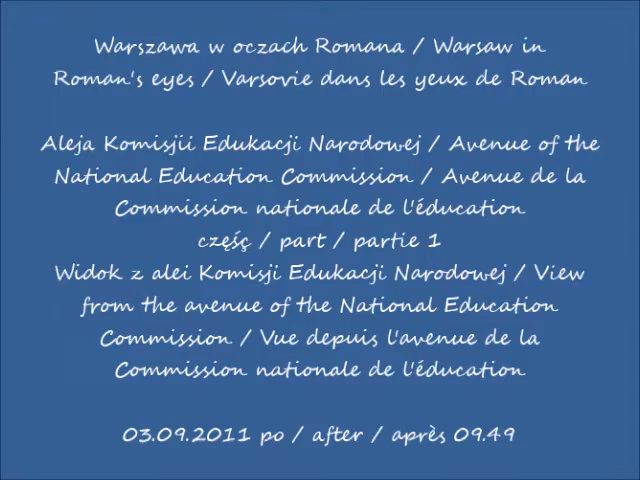 Warszawa w oczach Romana / Warsaw in
Roman's eyes / Varsovie dans les yeux de Roman
Aleja Komisjii Edukacji Narodowej / Avenue of the
National Education Commission / Avenue de la
Commission nationale de l'éducation
częśç / part / partie 1
Widok z alei Komisji Edukacji Narodowej / View
from the avenue of the National Education
Commission / Vue depuis l'avenue de la
Commission nationale de l'éducation
03.09.2011 po / after / après 09.49